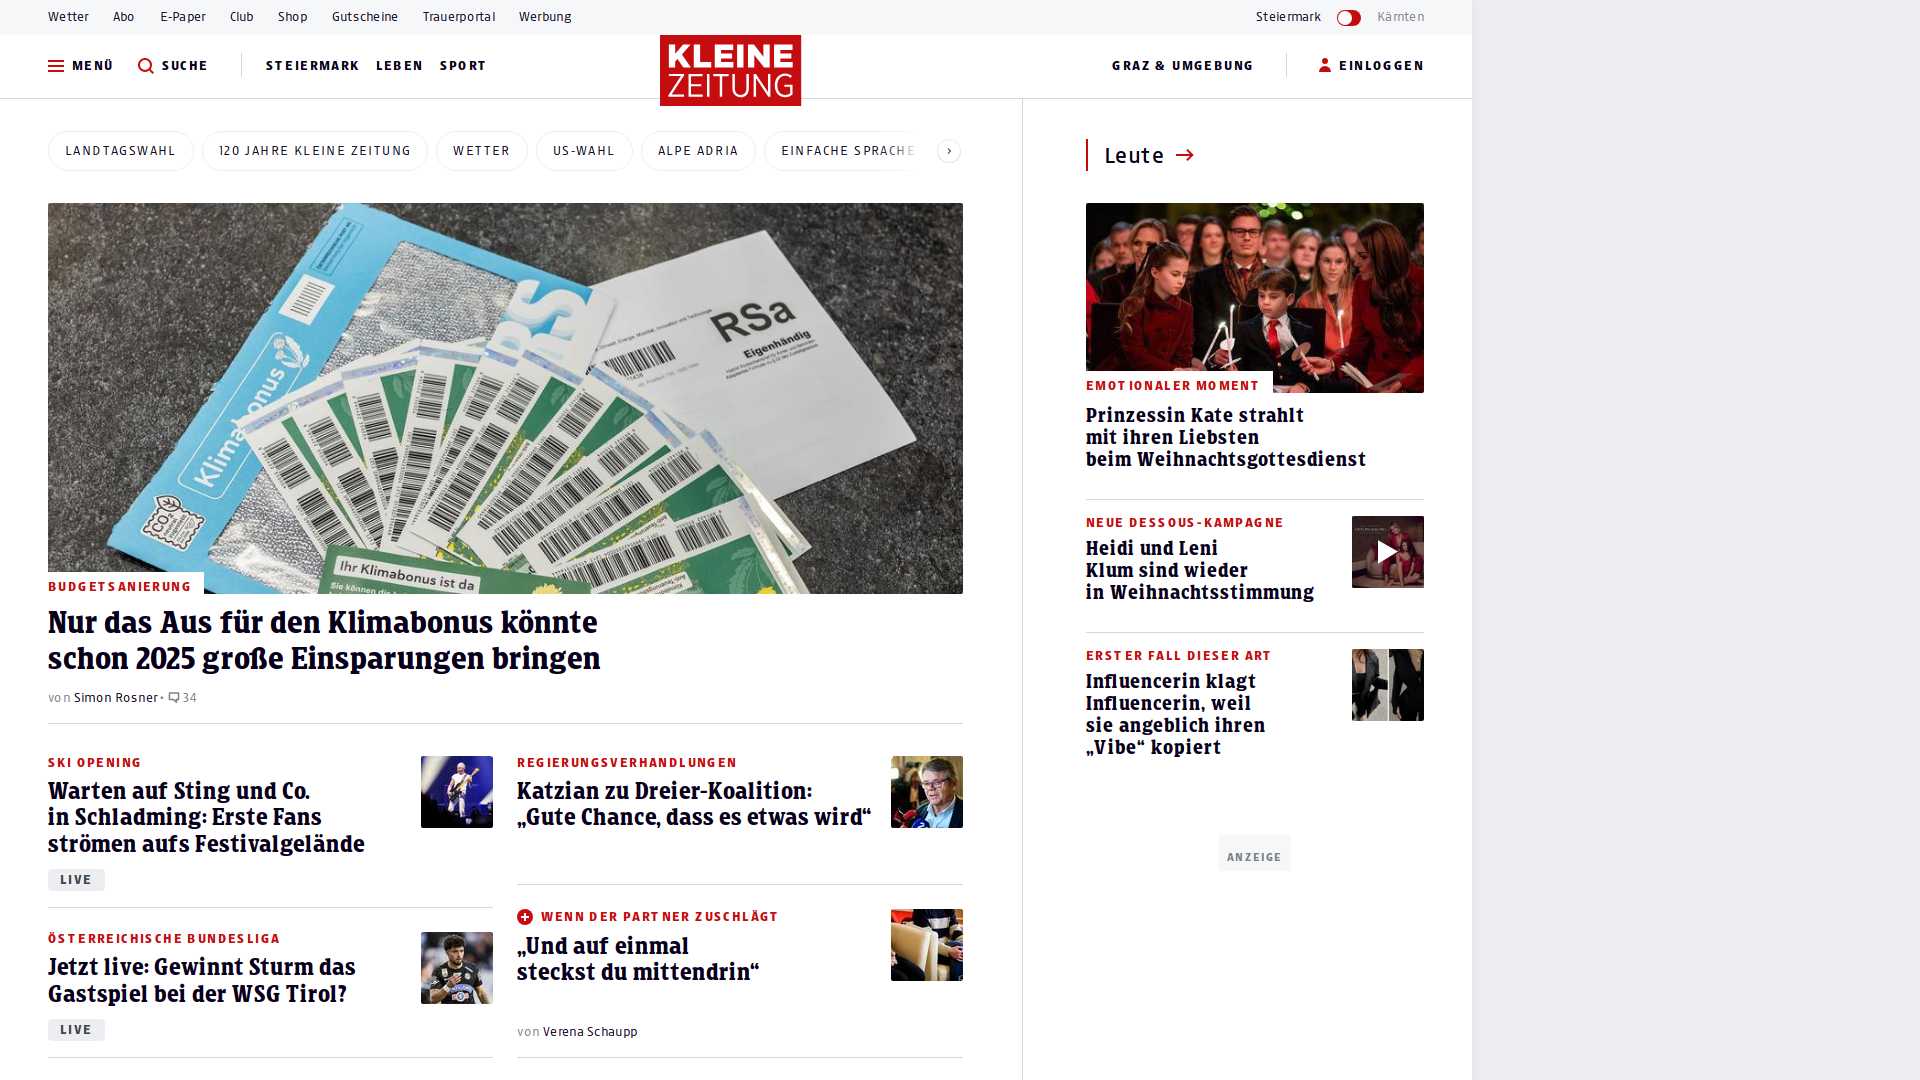 Wetter Abo E-Paper Club Shop Gutscheine Trauerportal Werbung
Steiermark Kärnten
MENÜ SUCHE STEIERMARK LEBEN SPORT
KLEINE
ZEITUNG
GRAZ & UMGEBUNG EINLOGGEN
LANDTAGSWAHL 120 JAHRE KLEINE ZEITUNG WETTER US-WAHL ALPE ADRIA EINFACHE SPRACHE
Klimabonus
RSa
Eigenhändig
Ihr Klimabonus ist da
BUDGETSANIERUNG
Nur das Aus für den Klimabonus könnte
schon 2025 große Einsparungen bringen
von Simon Rosner • 34
SKI OPENING
Warten auf Sting und Co.
in Schladming: Erste Fans
strömen aufs Festivalgelände
LIVE
ÖSTERREICHISCHE BUNDESLIGA
Jetzt live: Gewinnt Sturm das
Gastspiel bei der WSG Tirol?
LIVE
REGIERUNGSVERHANDLUNGEN
Katzian zu Dreier-Koalition:
„Gute Chance, dass es etwas wird“
WENN DER PARTNER ZUSCHLÄGT
„Und auf einmal
steckst du mittendrin“
von Verena Schaupp
Leute
EMOTIONALER MOMENT
Prinzessin Kate strahlt
mit ihren Liebsten
beim Weihnachtsgottesdienst
NEUE DESSOUS-KAMPAGNE
Heidi und Leni
Klum sind wieder
in Weihnachtsstimmung
ERSTER FALL DIESER ART
Influencerin klagt
Influencerin, weil
sie angeblich ihren
„Vibe“ kopiert
ANZEIGE